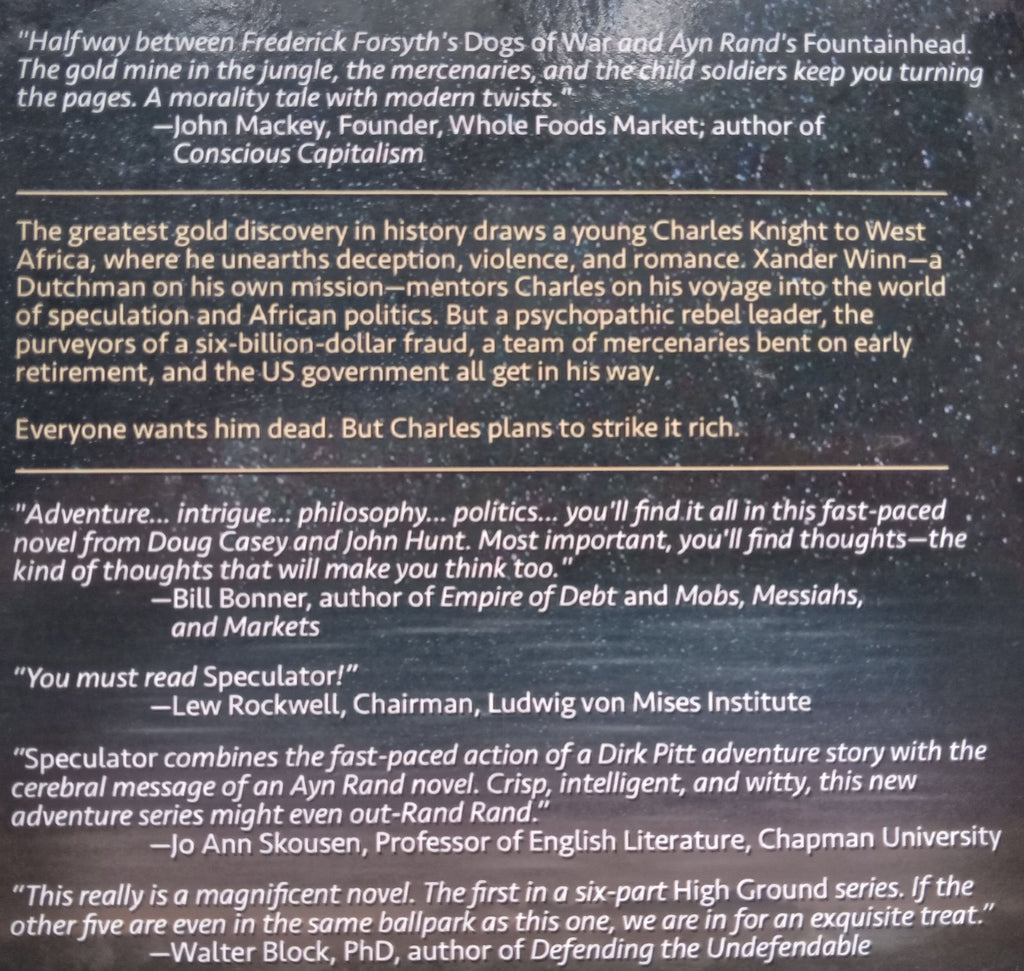 "Halfway between Frederick Forsyth's Dogs of War and Ayn Rand's Fountainhead.
The gold mine in the jungle, the mercenaries, and the child soldiers keep you turning
the pages. A morality tale with modern twists."
—John Mackey, Founder, Whole Foods Market; author of
Conscious Capitalism
The greatest gold discovery in history draws a young Charles Knight to West
Africa, where he unearths deception, violence, and romance. Xander Winn—a
Dutchman on his own mission—mentors Charles on his voyage into the world
of speculation and African politics. But a psychopathic rebel leader, the
purveyors of a six-billion-dollar fraud, a team of mercenaries bent on early
retirement, and the US government all get in his way.
Everyone wants him dead. But Charles plans to strike it rich.
"Adventure... intrigue... philosophy... politics... you'll find it all in this fast-paced
novel from Doug Casey and John Hunt. Most important, you'll find thoughts—the
kind of thoughts that will make you think too."
—Bill Bonner, author of Empire of Debt and Mobs, Messiahs,
and Markets
"You must read Speculator!"
—Lew Rockwell, Chairman, Ludwig von Mises Institute
"Speculator combines the fast-paced action of a Dirk Pitt adventure story with the
cerebral message of an Ayn Rand novel. Crisp, intelligent, and witty, this new
adventure series might even out-Rand Rand."
—Jo Ann Skousen, Professor of English Literature, Chapman University
"This really is a magnificent novel. The first in a six-part High Ground series. If the
other five are even in the same ballpark as this one, we are in for an exquisite treat."
—Walter Block, PhD, author of Defending the Undefendable